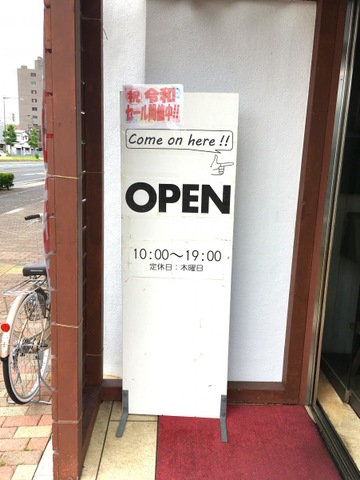 祝 令和
セール開催中!!
Come on here!!
OPEN
10:00〜19:00
定休日：木曜日